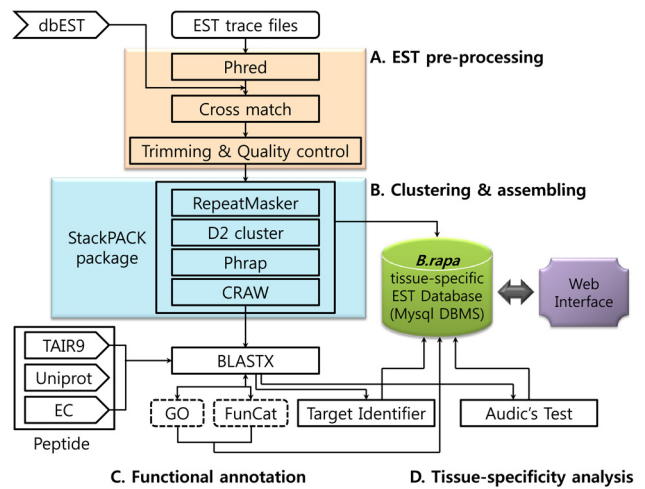 dbEST
EST trace files
A. EST pre-processing
Phred
Cross match
Trimming & Quality control
B. Clustering & assembling
StackPACK
package
RepeatMasker
D2 cluster
Phrap
CRAW
B.rapa
tissue-specific
EST Database
(Mysql DBMS)
Web
Interface
TAIR9
Uniprot
EC
Peptide
BLASTX
GO
FunCat
Target Identifier
Audic's Test
C. Functional annotation
D. Tissue-specificity analysis